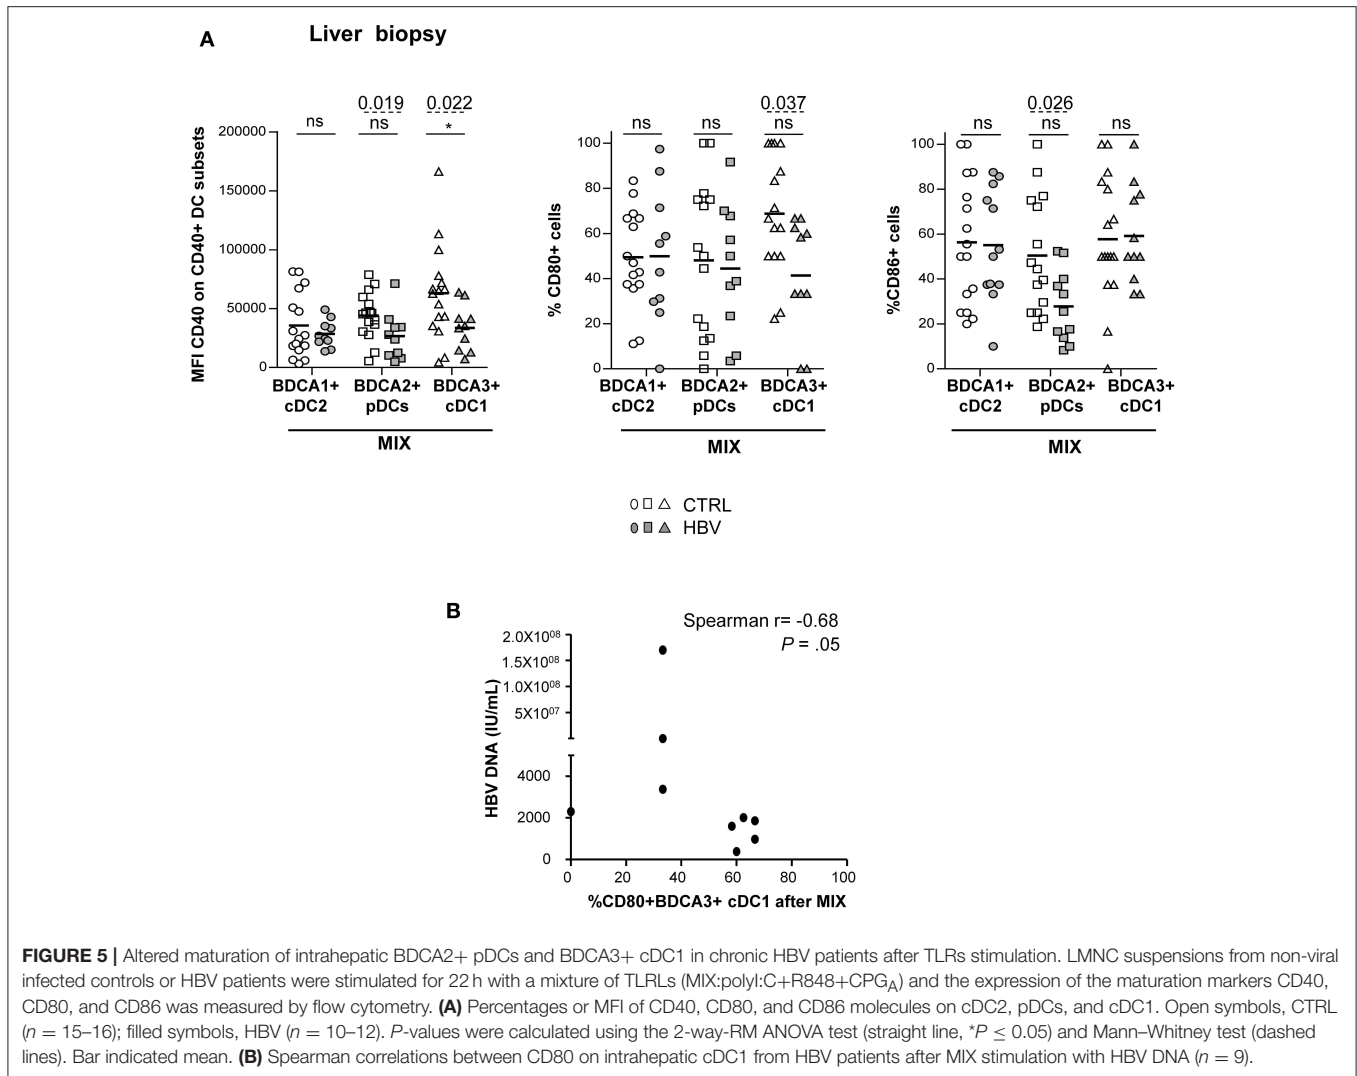 A
Liver biopsy
MFI CD40 on CD40+ DC subsets
200000
150000
100000
50000
0
ns
0.019
ns
0.022
*
BDCA1+ BDCA2+ BDCA3+
cDC2 pDCs cDC1
MIX
% CD80+ cells
100
80
60
40
20
0
ns
ns
0.037
ns
BDCA1+ BDCA2+ BDCA3+
cDC2 pDCs cDC1
MIX
%CD86+ cells
100
80
60
40
20
0
ns
0.026
ns
ns
BDCA1+ BDCA2+ BDCA3+
cDC2 pDCs cDC1
MIX
CTRL
HBV
B
Spearman r= -0.68
P = .05
HBV DNA (IU/mL)
2.0X10⁰⁸
1.5X10⁰⁸
1.0X10⁰⁸
5X10⁰⁷
4000
2000
0
0 20 40 60 80 100
%CD80+BDCA3+ cDC1 after MIX
FIGURE 5 | Altered maturation of intrahepatic BDCA2+ pDCs and BDCA3+ cDC1 in chronic HBV patients after TLRs stimulation. LMNC suspensions from non-viral
infected controls or HBV patients were stimulated for 22 h with a mixture of TLRLs (MIX:polyI:C+R848+CPG_A) and the expression of the maturation markers CD40,
CD80, and CD86 was measured by flow cytometry. (A) Percentages or MFI of CD40, CD80, and CD86 molecules on cDC2, pDCs, and cDC1. Open symbols, CTRL
(n = 15–16); filled symbols, HBV (n = 10–12). P-values were calculated using the 2-way-RM ANOVA test (straight line, *P ≤ 0.05) and Mann–Whitney test (dashed
lines). Bar indicated mean. (B) Spearman correlations between CD80 on intrahepatic cDC1 from HBV patients after MIX stimulation with HBV DNA (n = 9).